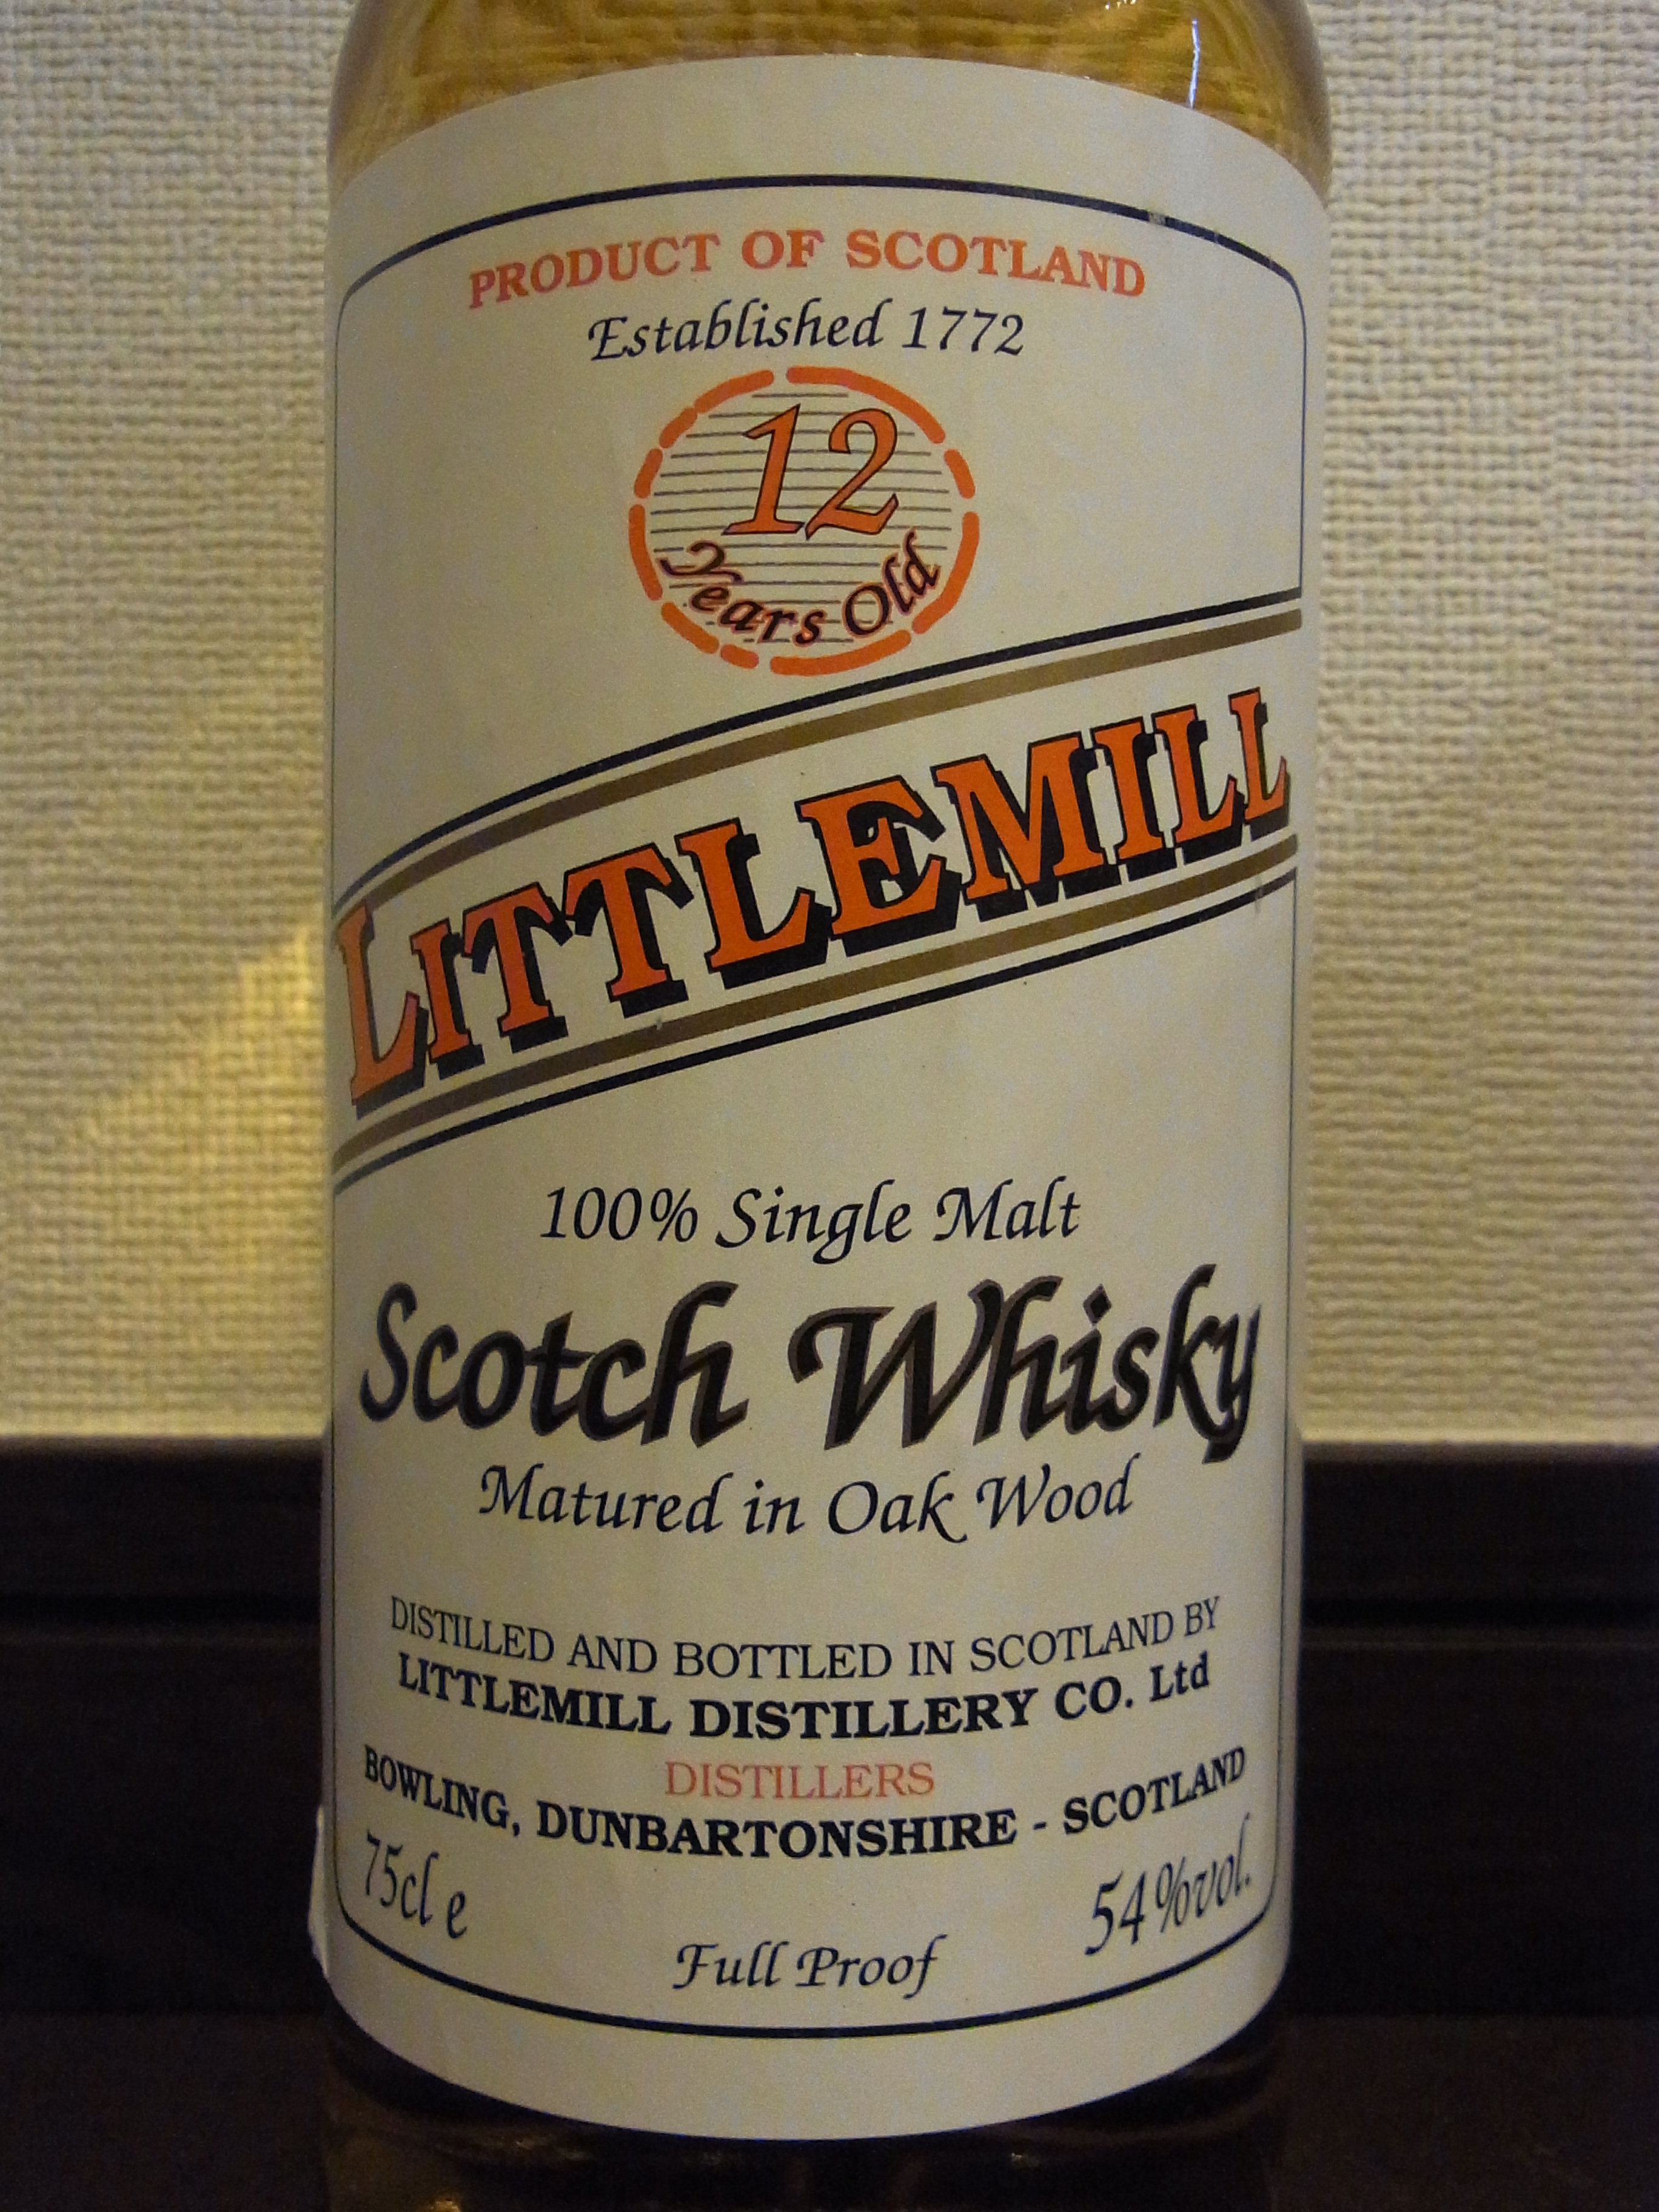 PRODUCT OF SCOTLAND
Established 1772
12
Years Old
LITTLEMILL
100% Single Malt
Scotch Whisky
Matured in Oak Wood
DISTILLED AND BOTTLED IN SCOTLAND BY
LITTLEMILL DISTILLERY CO. Ltd
DISTILLERS
BOWLING, DUNBARTONSHIRE - SCOTLAND
75cl e
54%vol.
Full Proof